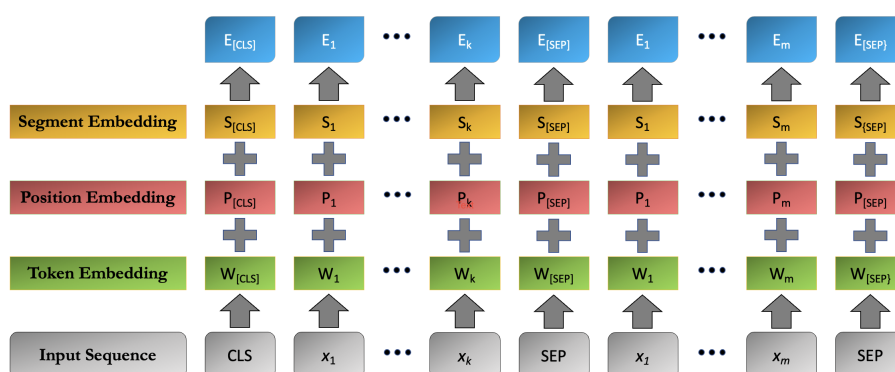 E[CLS] E1 ••• Ek E[SEP] E1 ••• Em E[SEP}
Segment Embedding S[CLS] S1 ••• Sk S[SEP] S1 ••• Sm S{SEP]
Position Embedding P[CLS] P1 ••• Pk P[SEP] P1 ••• Pm P[SEP]
Token Embedding W[CLS] W1 ••• Wk W[SEP] W1 ••• Wm W[SEP}
Input Sequence CLS x1 ••• xk SEP x1 ••• xm SEP